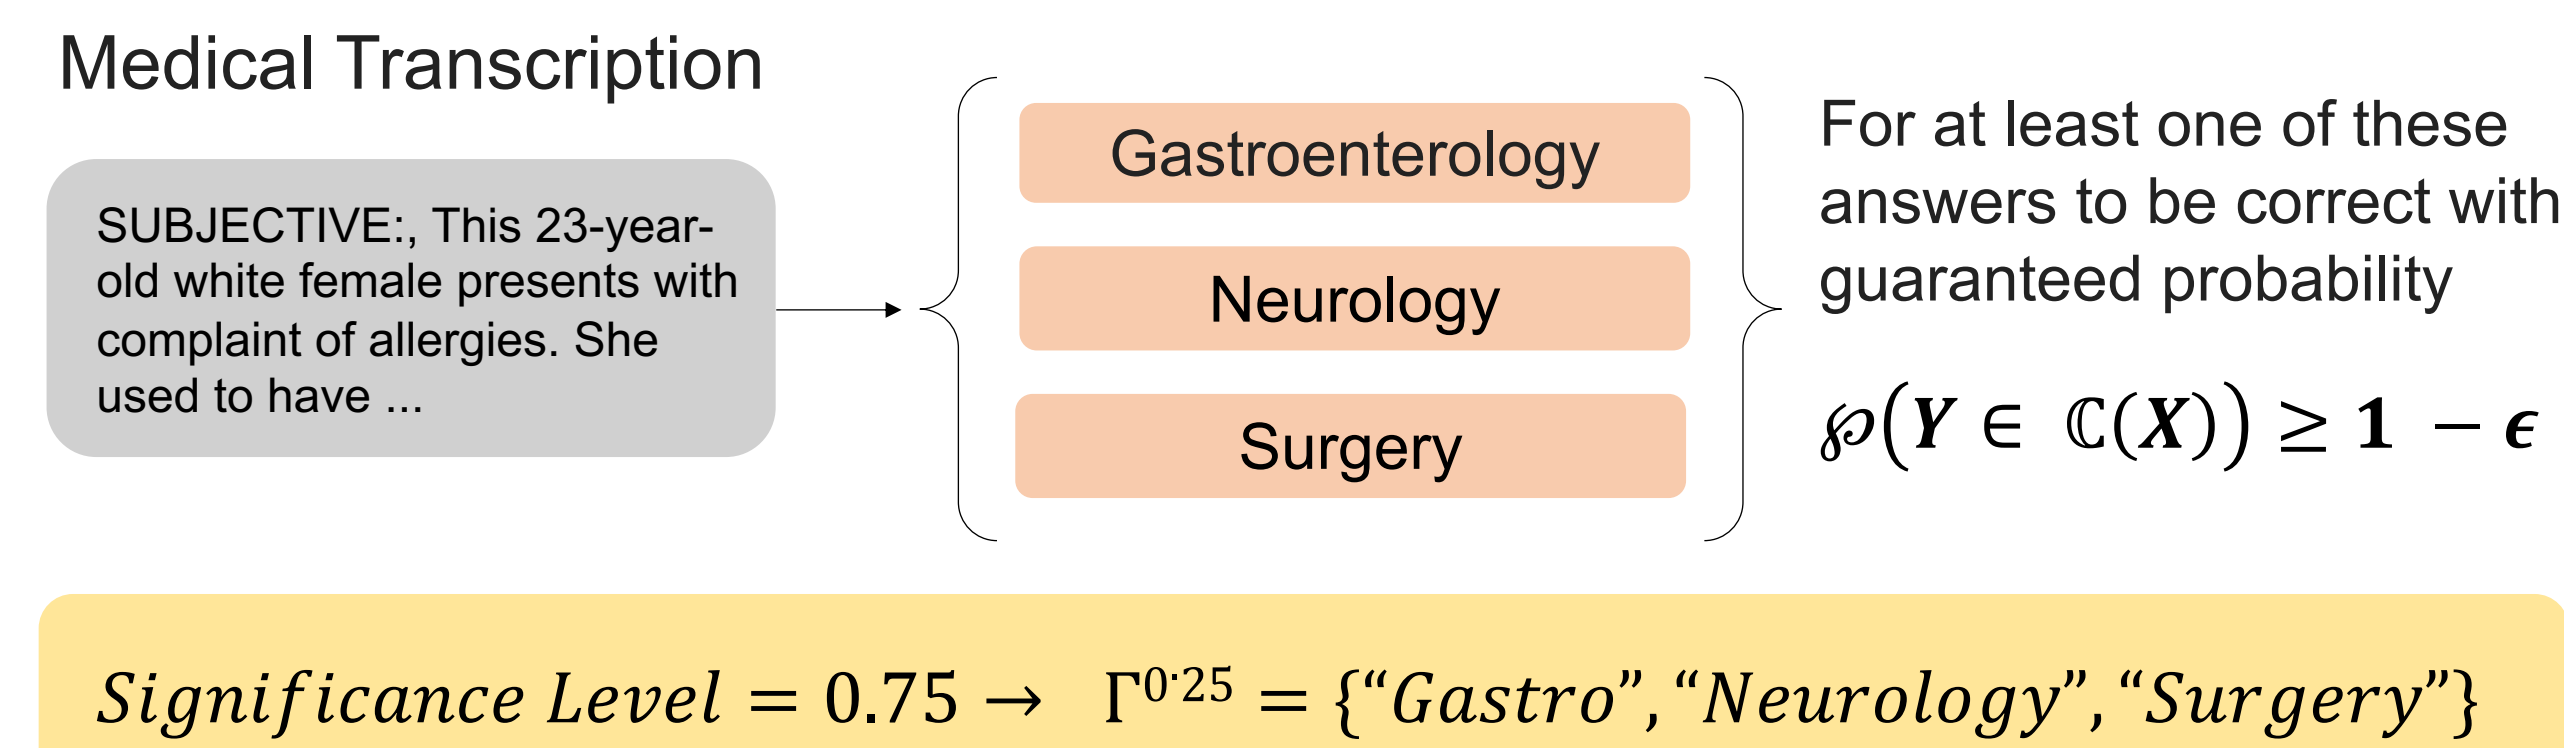 Medical Transcription
SUBJECTIVE:, This 23-year-
old white female presents with
complaint of allergies. She
used to have ...
Gastroenterology
Neurology
Surgery
For at least one of these
answers to be correct with
guaranteed probability
℘(Y ∈ ℂ(X)) ≥ 1 − ϵ
Significance Level = 0.75 → Γ^0·25 = {“Gastro”, “Neurology”, “Surgery”}